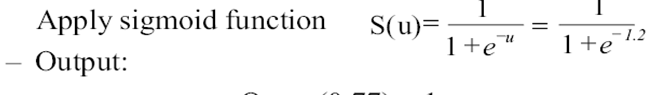 Apply sigmoid function S(u)= 1/(1+e^-u) = 1/(1+e^-1.2)
– Output: